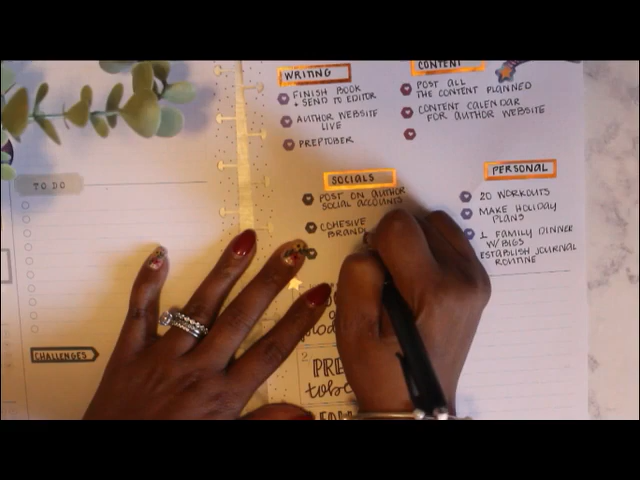 WRITING
FINISH BOOK
+ SEND TO EDITOR
AUTHOR WEBSITE
LIVE
PREPTOBER
CONTENT
POST ALL
THE CONTENT PLANNED
CONTENT CALENDAR
FOR AUTHOR WEBSITE
SOCIALS
POST ON AUTHOR
SOCIAL ACCOUNTS
COHESIVE
PERSONAL
20 WORKOUTS
MAKE HOLIDAY
PLANS
1 FAMILY DINNER
W/BIGS
ESTABLISH JOURNAL
ROUTINE
TO DO
CHALLENGES
2